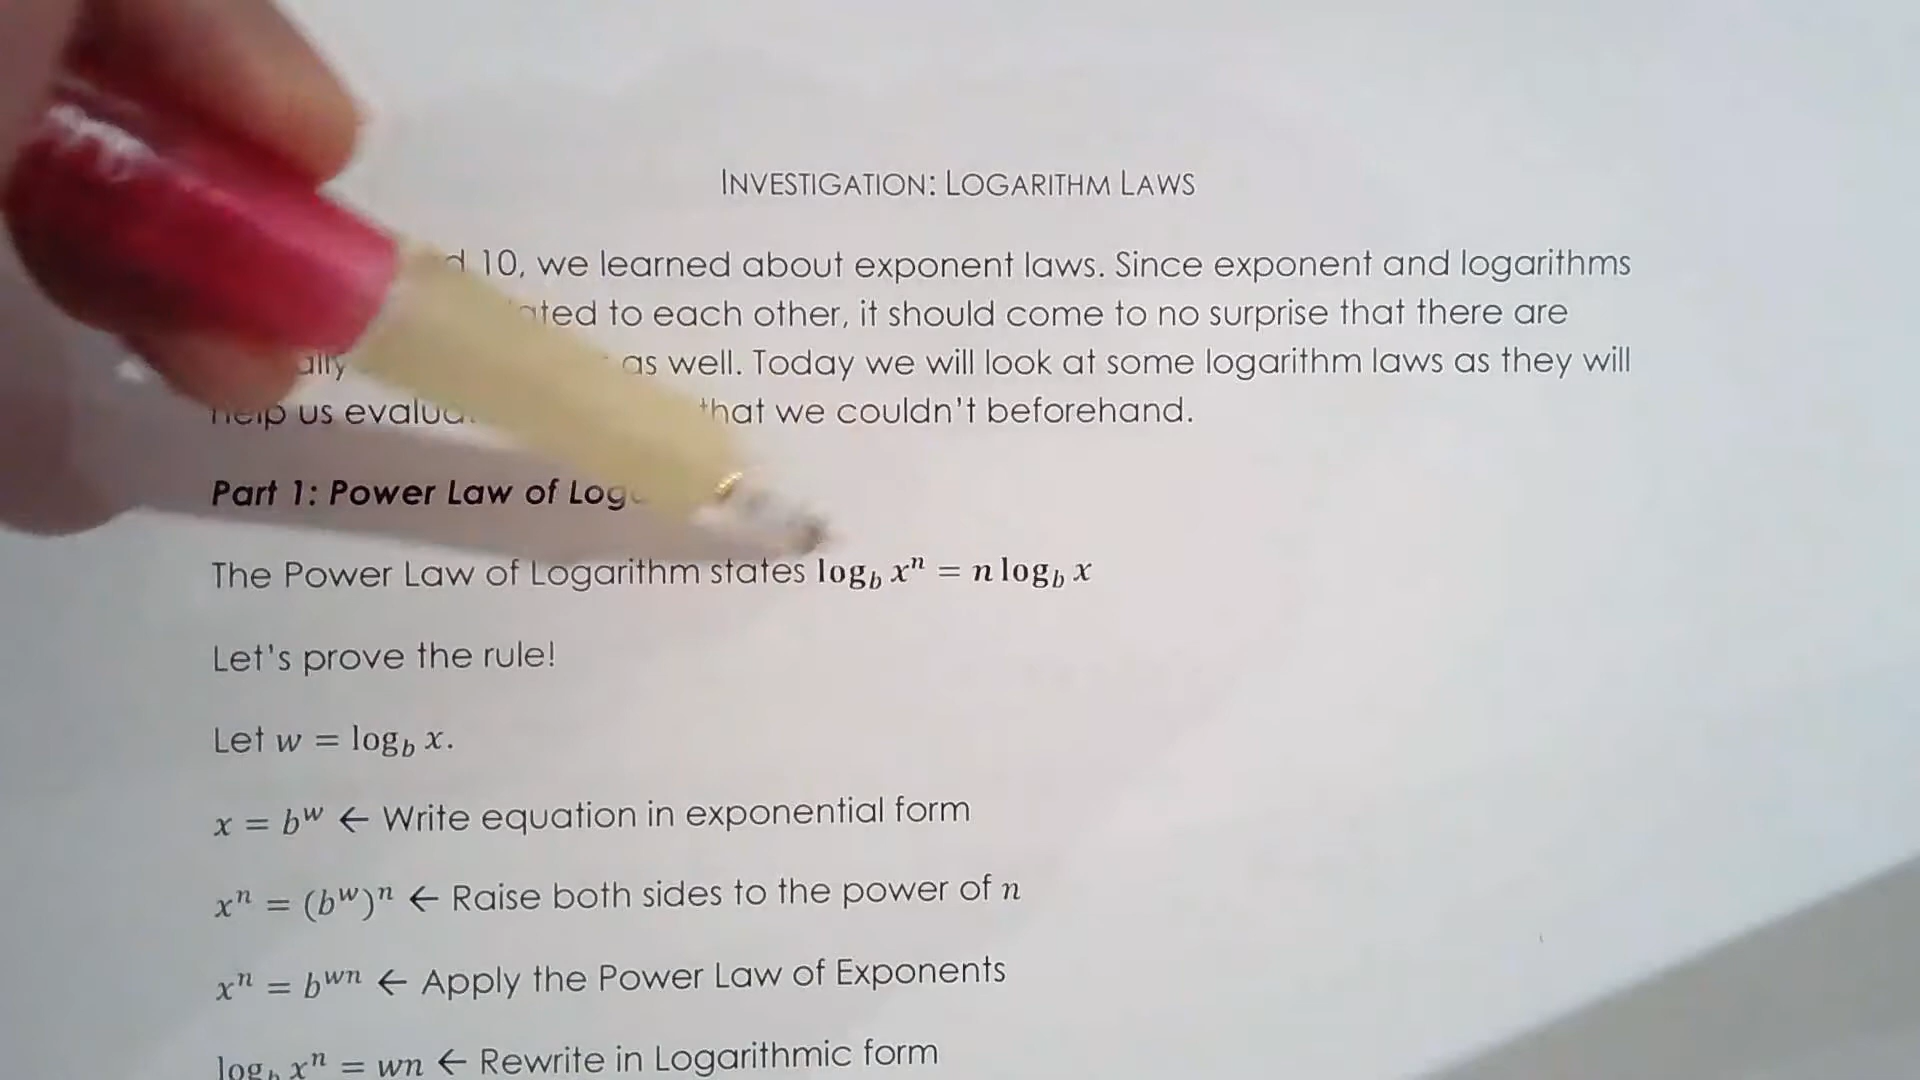 INVESTIGATION: LOGARITHM LAWS
10, we learned about exponent laws. Since exponent and logarithms
to each other, it should come to no surprise that there are
as well. Today we will look at some logarithm laws as they will
help us that we couldn't beforehand.
Part 1: Power Law of
The Power Law of Logarithm states log_b x^n = n log_b x
Let's prove the rule!
Let w = log_b x.
x = b^w ← Write equation in exponential form
x^n = (b^w)^n ← Raise both sides to the power of n
x^n = b^{wn} ← Apply the Power Law of Exponents
log_b x^n = wn ← Rewrite in Logarithmic form